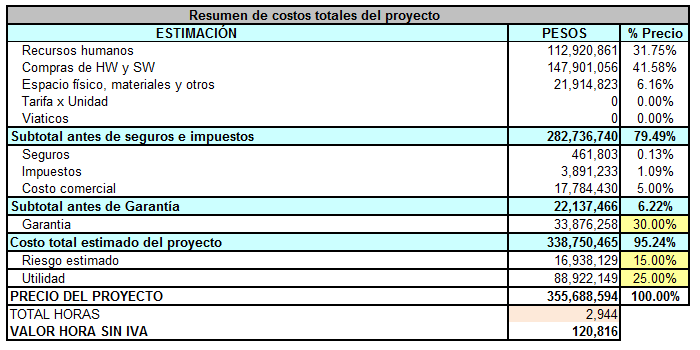 Resumen de costos totales del proyecto
ESTIMACIÓN PESOS % Precio
Recursos humanos 112,920,861 31.75%
Compras de HW y SW 147,901,056 41.58%
Espacio físico, materiales y otros 21,914,823 6.16%
Tarifa x Unidad 0 0.00%
Viaticos 0 0.00%
Subtotal antes de seguros e impuestos 282,736,740 79.49%
Seguros 461,803 0.13%
Impuestos 3,891,233 1.09%
Costo comercial 17,784,430 5.00%
Subtotal antes de Garantía 22,137,466 6.22%
Garantia 33,876,258 30.00%
Costo total estimado del proyecto 338,750,465 95.24%
Riesgo estimado 16,938,129 15.00%
Utilidad 88,922,149 25.00%
PRECIO DEL PROYECTO 355,688,594 100.00%
TOTAL HORAS 2,944
VALOR HORA SIN IVA 120,816